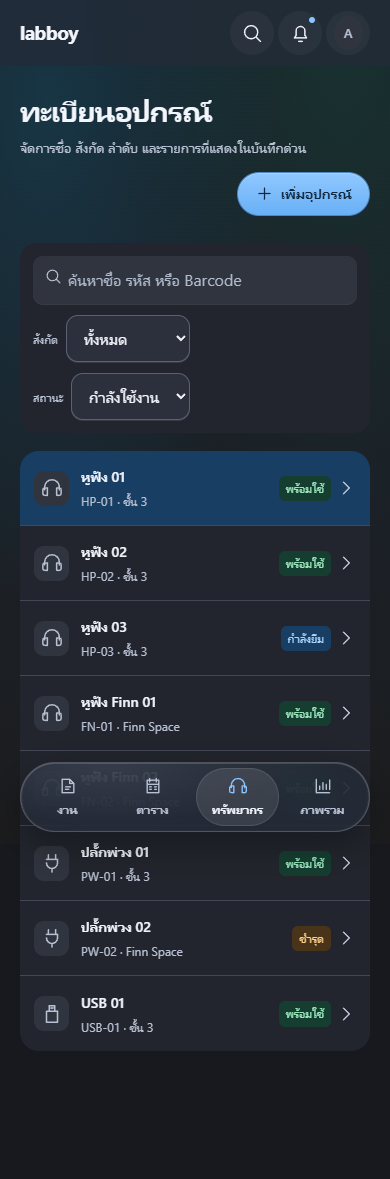 labboy
A
ทะเบียนอุปกรณ์
จัดการชื่อ สังกัด ลำดับ และรายการที่แสดงในบันทึกด่วน
เพิ่มอุปกรณ์
ค้นหาชื่อ รหัส หรือ Barcode
สังกัด ทั้งหมด
สถานะ กำลังใช้งาน
หูฟัง 01
HP-01 · ชั้น 3
พร้อมใช้
หูฟัง 02
HP-02 · ชั้น 3
พร้อมใช้
หูฟัง 03
HP-03 · ชั้น 3
กำลังยืม
หูฟัง Finn 01
FN-01 · Finn Space
พร้อมใช้
หูฟัง Finn 02
งาน
ตาราง
ทรัพยากร
ภาพรวม
ปลั๊กพ่วง 01
PW-01 · ชั้น 3
พร้อมใช้
ปลั๊กพ่วง 02
PW-02 · Finn Space
ชำรุด
USB 01
USB-01 · ชั้น 3
พร้อมใช้